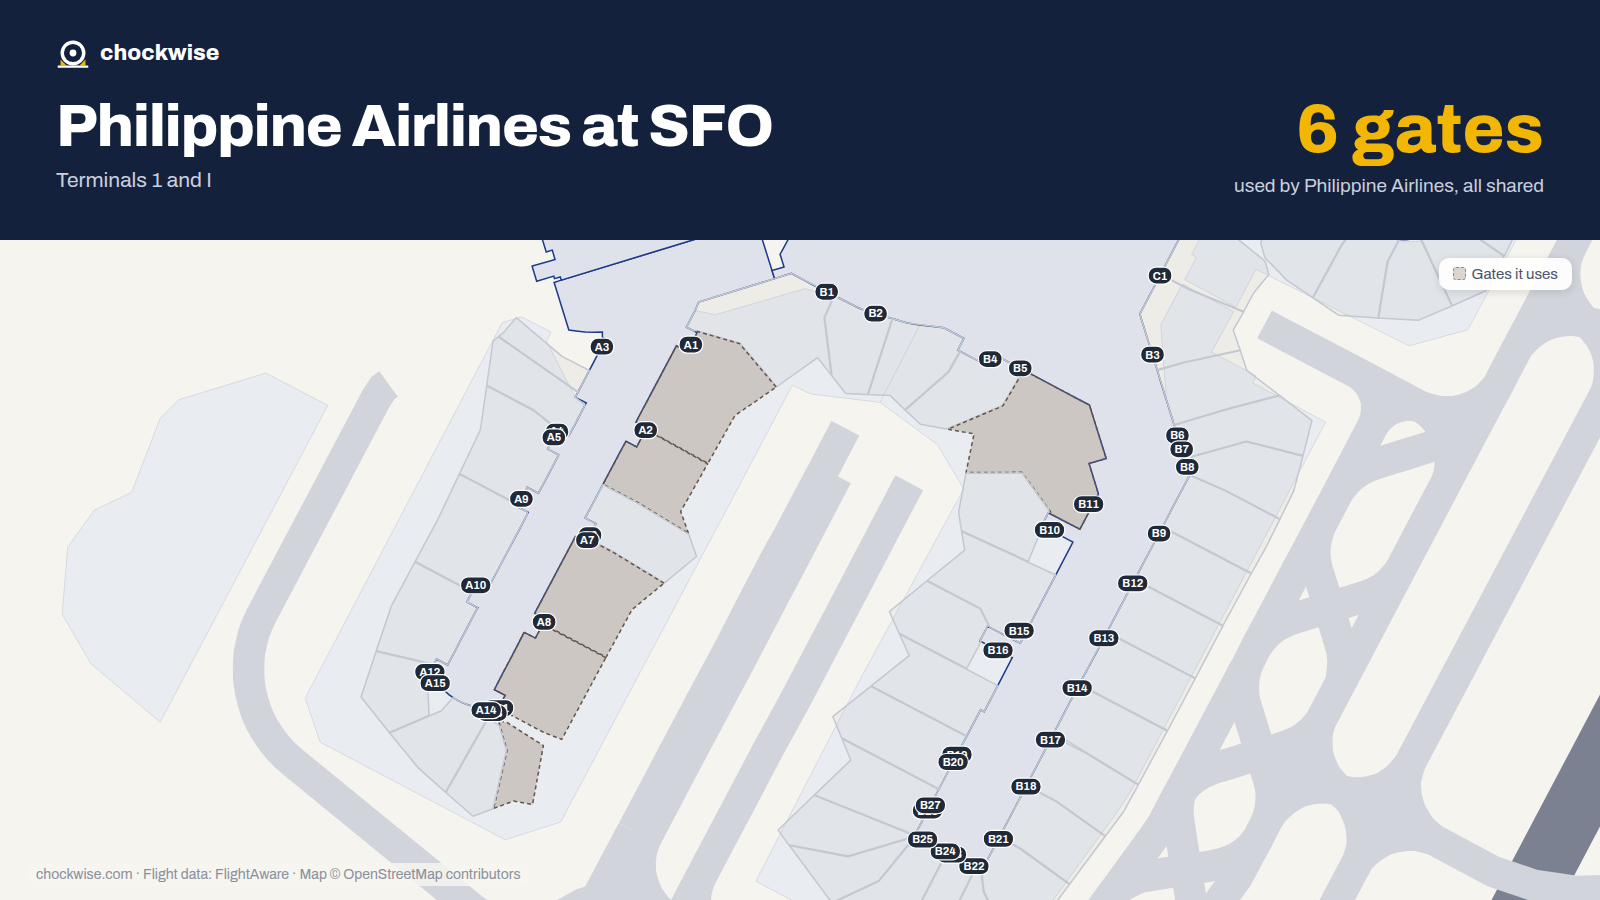 chockwise
Philippine Airlines at SFO
Terminals 1 and I
6 gates
used by Philippine Airlines, all shared
Gates it uses
C1
B1
B2
A3
A1
B3
B4
B5
A2
A5
B6
B7
B8
A9
B11
B10
B9
A7
A10
B12
A8
B15
B13
B16
A12
A15
B14
A14
B17
B20
B18
B27
B25
B21
B24
B22
chockwise.com · Flight data: FlightAware · Map © OpenStreetMap contributors